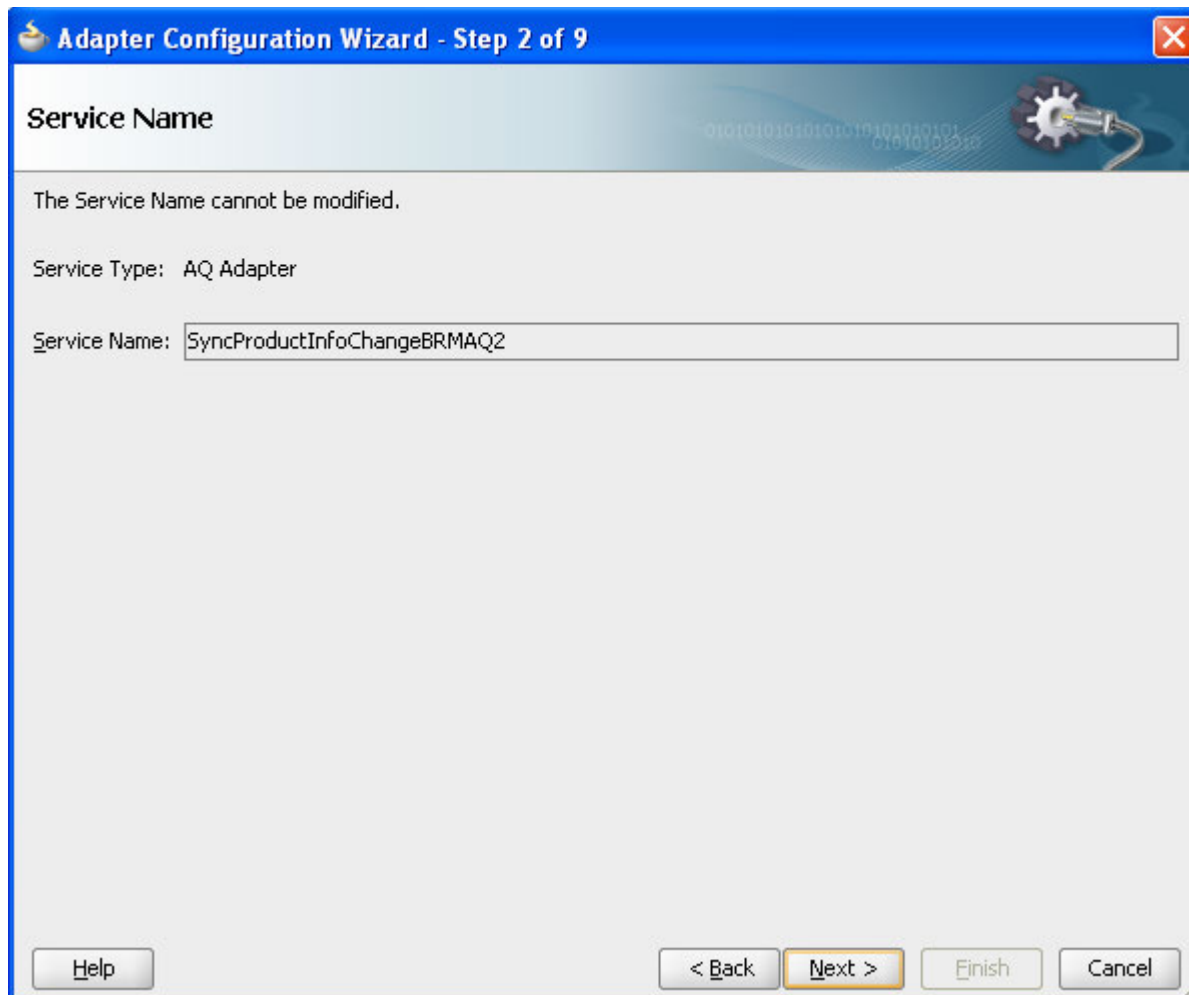 Adapter Configuration Wizard - Step 2 of 9
Service Name
The Service Name cannot be modified.
Service Type: AQ Adapter
Service Name: SyncProductInfoChangeBRMAQ2
Help < Back Next > Finish Cancel